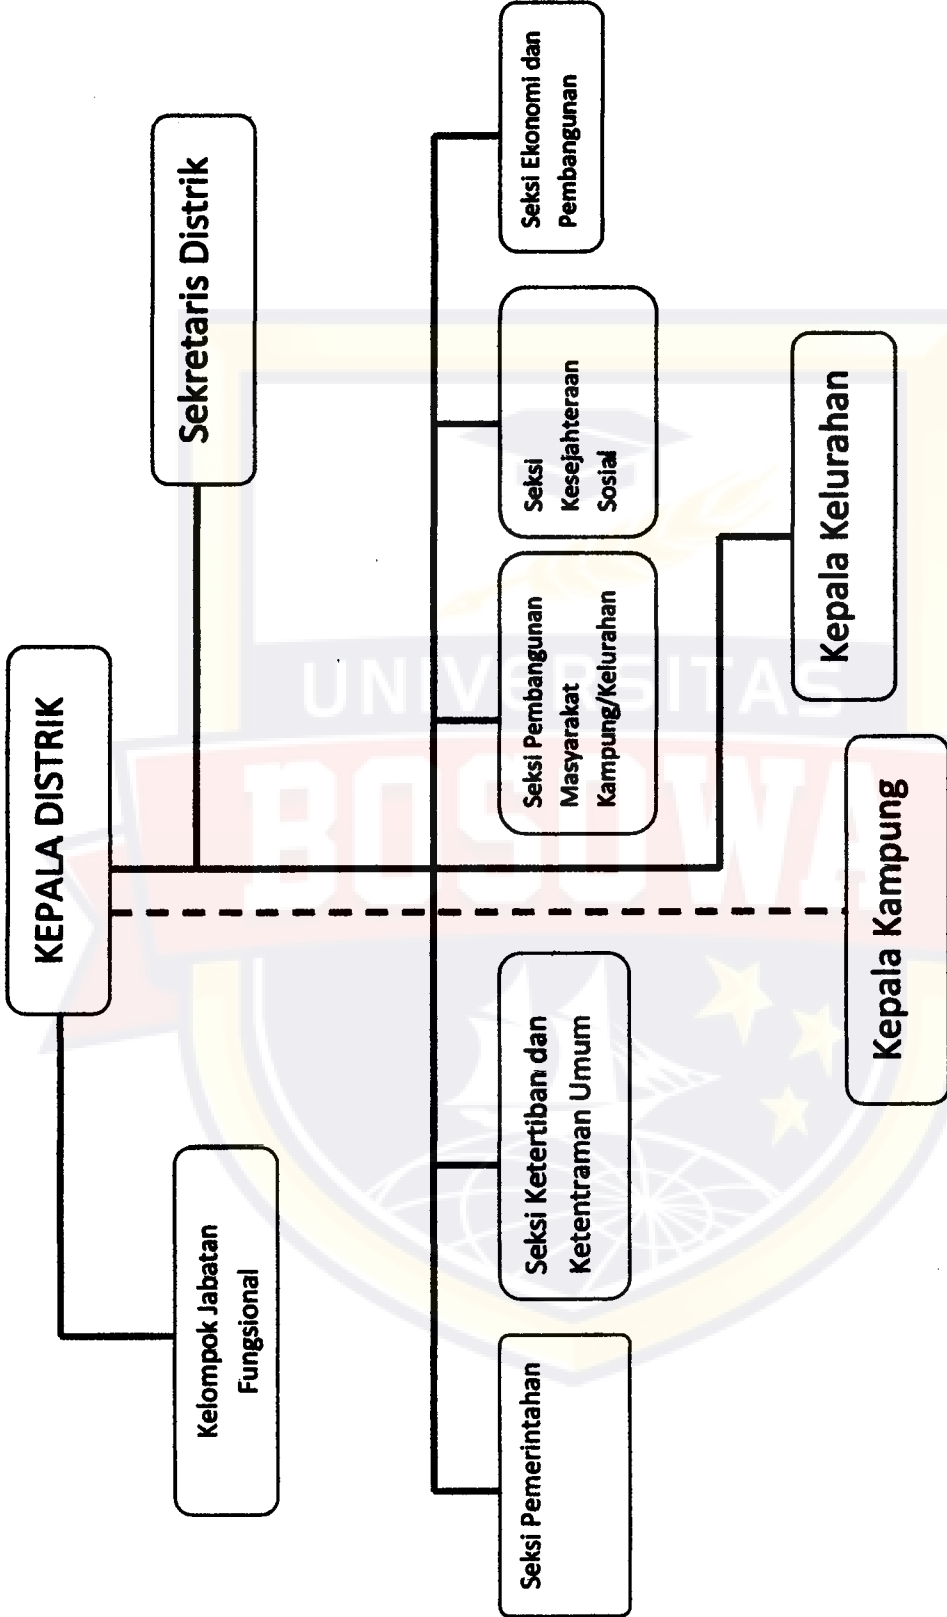 KEPALA DISTRIK
Kelompok Jabatan
Fungsional
Sekretaris Distrik
Seksi Pemerintahan
Seksi Ketertiban dan
Ketentraman Umum
Seksi Pembangunan
Masyarakat
Kampung/Kelurahan
Seksi
Kesejahteraan
Sosial
Seksi Ekonomi dan
Pembangunan
Kepala Kelurahan
Kepala Kampung
UNIVERSITAS
BOSOWA